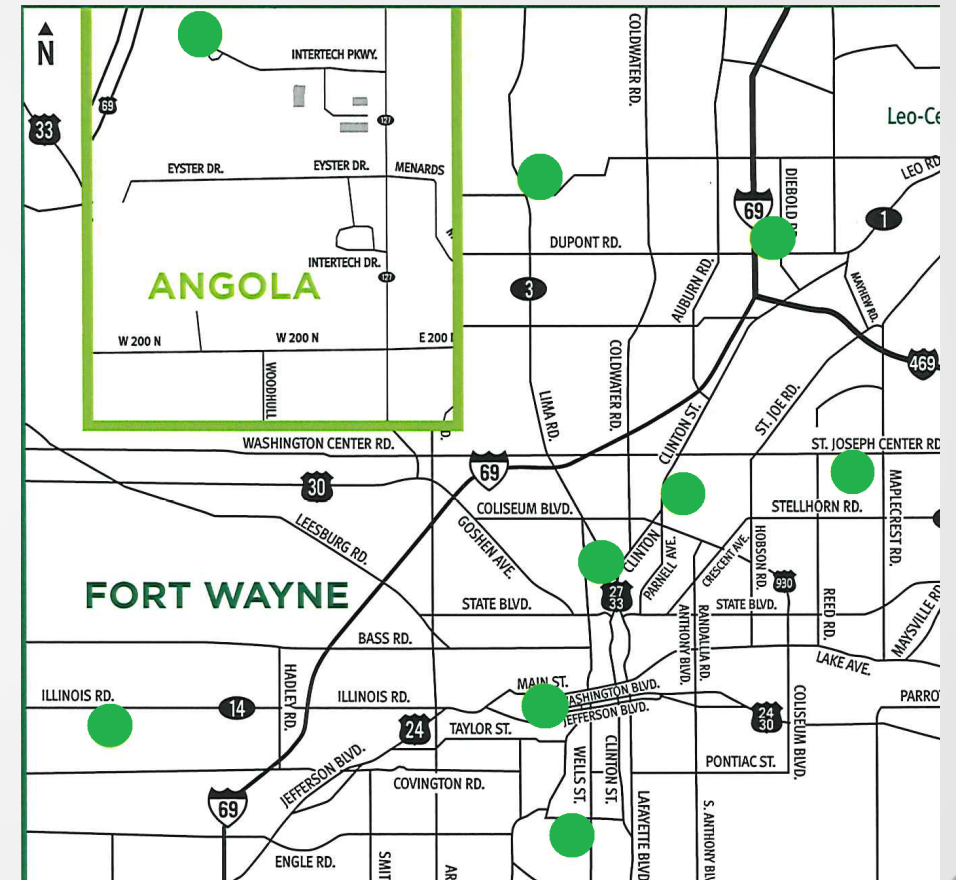 N
INTERTECH PKWY.
69
33
127
EYSTER DR.
EYSTER DR.
MENARDS
INTERTECH DR.
127
ANGOLA
W 200 N
W 200 N
E 200
WOODHULL
COLDWATER RD.
Leo-Ce
LEO RD
69
DIEBOLD
1
DUPONT RD.
3
AUBURN RD.
MAYHEW RD.
469
COLDWATER RD.
LIMA RD.
CLINTON ST.
ST. JOE RD.
WASHINGTON CENTER RD.
ST. JOSEPH CENTER RD
69
30
COLISEUM BLVD.
STELLHORN RD.
MAPLECREST RD.
LEESBURG RD.
GOSHEN AVE.
CLINTON
PARNELL AVE.
CRESCENT AVE.
HOBSON RD.
930
FORT WAYNE
27
33
STATE BLVD.
STATE BLVD.
REED RD.
MAYSVILLE RD
ANTHONY BLVD.
RANDALLIA RD.
BASS RD.
LAKE AVE.
HADLEY RD.
ILLINOIS RD.
14
ILLINOIS RD.
MAIN ST.
WASHINGTON BLVD.
JEFFERSON BLVD.
24
TAYLOR ST.
24
30
COLISEUM BLVD.
PARRO
JEFFERSON BLVD.
COVINGTON RD.
WELLS ST.
CLINTON ST.
PONTIAC ST.
69
LAFAYETTE BLVD
S. ANTHONY BLV
ENGLE RD.
SMIT
AR